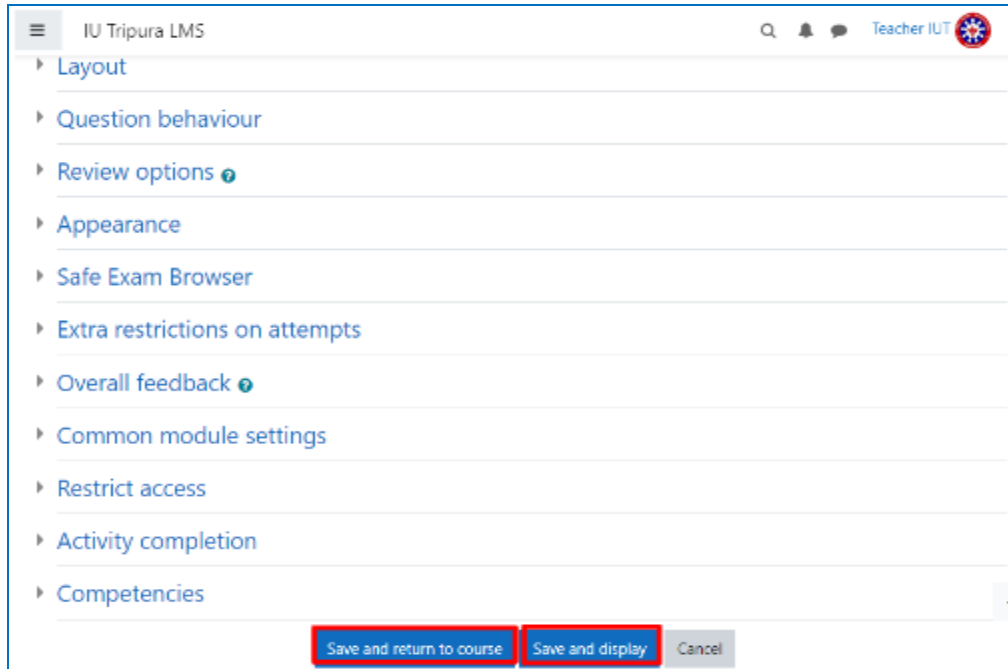 IU Tripura LMS Teacher IUT
Layout
Question behaviour
Review options
Appearance
Safe Exam Browser
Extra restrictions on attempts
Overall feedback
Common module settings
Restrict access
Activity completion
Competencies
Save and return to course Save and display Cancel